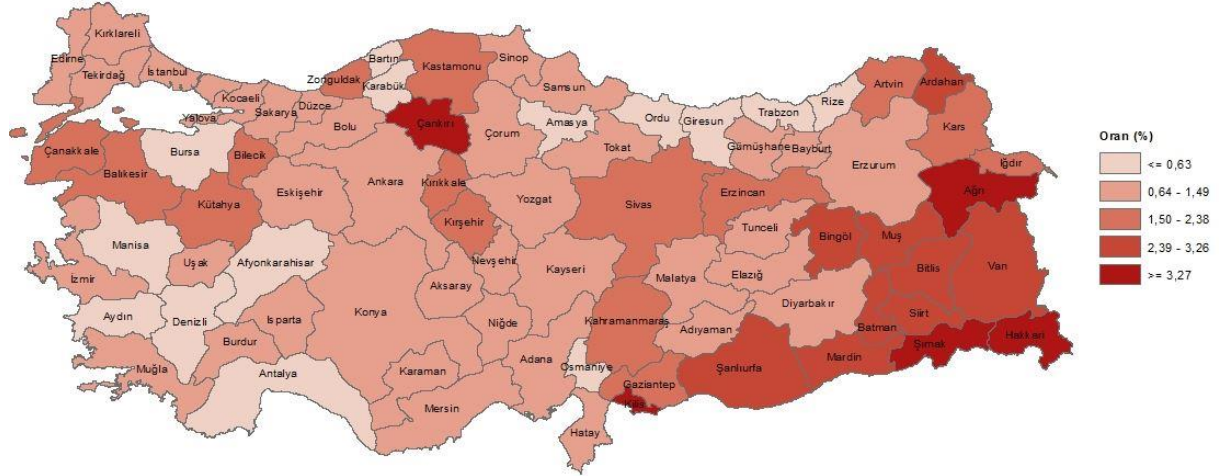 Kırklareli
Edirne
Tekirdağ
İstanbul
Kocaeli
Yalova
Sakarya
Düzce
Zonguldak
Bartın
Karabük
Kastamonu
Sinop
Samsun
Bolu
Çankırı
Çorum
Amasya
Ordu
Giresun
Trabzon
Rize
Artvin
Ardahan
Kars
Iğdır
Gümüşhane
Bayburt
Erzurum
Ağrı
Çanakkale
Balıkesir
Bursa
Bilecik
Kütahya
Eskişehir
Ankara
Kırıkkale
Kırşehir
Yozgat
Tokat
Sivas
Erzincan
Tunceli
Bingöl
Muş
Bitlis
Van
Manisa
İzmir
Uşak
Afyonkarahisar
Aydın
Denizli
Isparta
Burdur
Muğla
Antalya
Konya
Aksaray
Nevşehir
Niğde
Kayseri
Karaman
Mersin
Adana
Osmaniye
Hatay
Kahramanmaraş
Malatya
Elazığ
Adıyaman
Gaziantep
Kilis
Şanlıurfa
Diyarbakır
Mardin
Batman
Siirt
Şırnak
Hakkari
Oran (%)
<= 0,63
0,64 - 1,49
1,50 - 2,38
2,39 - 3,26
>= 3,27